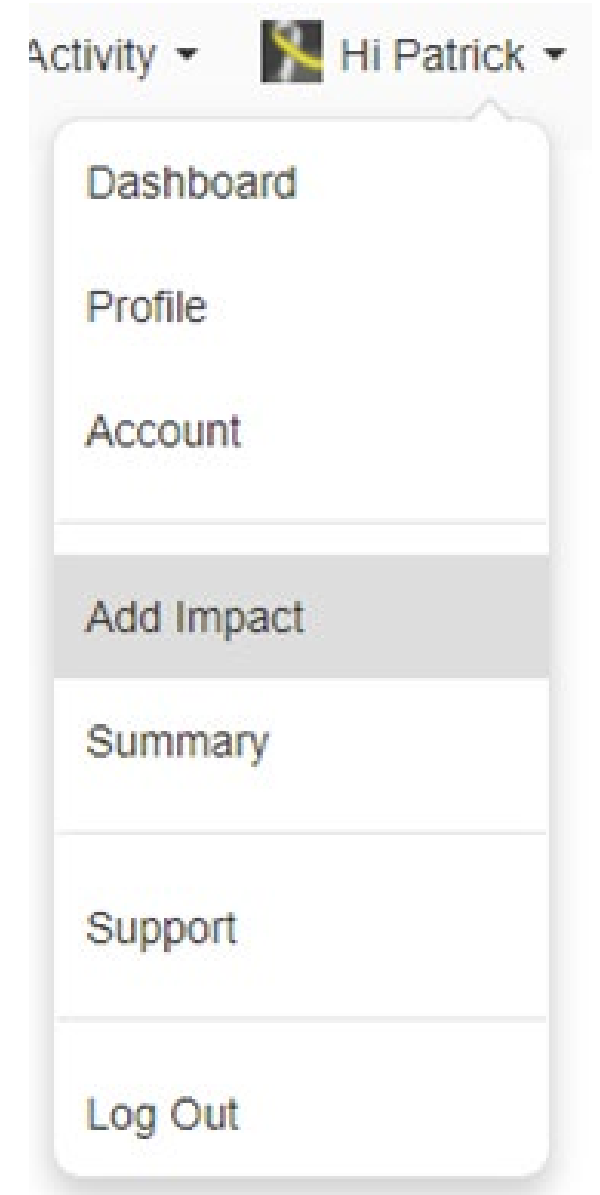 Activity Hi Patrick
Dashboard
Profile
Account
Add Impact
Summary
Support
Log Out